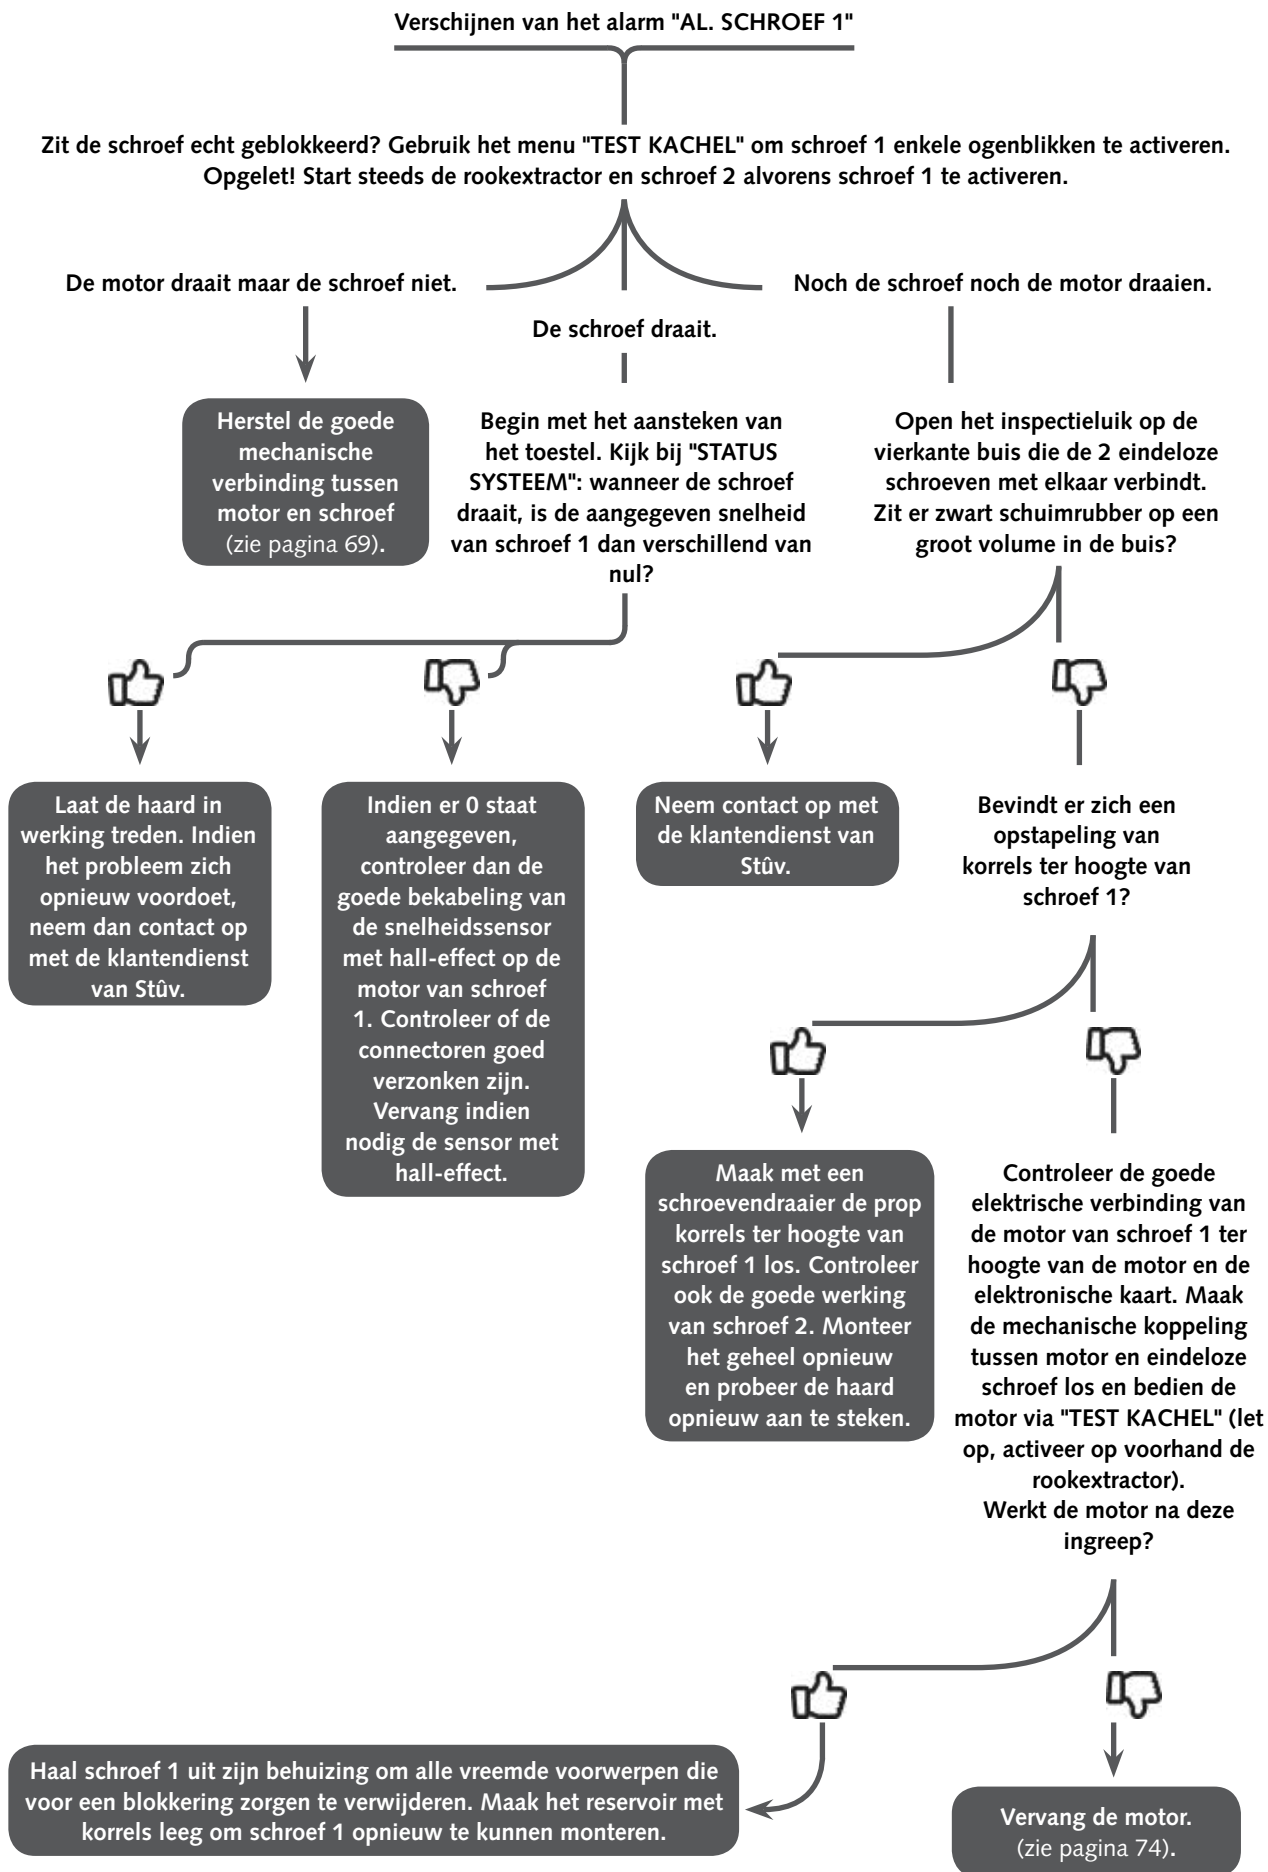 Verschijnen van het alarm "AL. SCHROEF 1"
Zit de schroef echt geblokkeerd? Gebruik het menu "TEST KACHEL" om schroef 1 enkele ogenblikken te activeren.
Opgelet! Start steeds de rookextractor en schroef 2 alvorens schroef 1 te activeren.
De motor draait maar de schroef niet.
De schroef draait.
Noch de schroef noch de motor draaien.
Herstel de goede
mechanische
verbinding tussen
motor en schroef
(zie pagina 69).
Begin met het aansteken van
het toestel. Kijk bij "STATUS
SYSTEEM": wanneer de schroef
draait, is de aangegeven snelheid
van schroef 1 dan verschillend van
nul?
Open het inspectieluik op de
vierkante buis die de 2 eindeloze
schroeven met elkaar verbindt.
Zit er zwart schuimrubber op een
groot volume in de buis?
Laat de haard in
werking treden. Indien
het probleem zich
opnieuw voordoet,
neem dan contact op
met de klantendienst
van Stûv.
Indien er 0 staat
aangegeven,
controleer dan de
goede bekabeling van
de snelheidssensor
met hall-effect op de
motor van schroef
1. Controleer of de
connectoren goed
verzonken zijn.
Vervang indien
nodig de sensor met
hall-effect.
Neem contact op met
de klantendienst van
Stûv.
Bevindt er zich een
opstapeling van
korrels ter hoogte van
schroef 1?
Maak met een
schroevendraaier de prop
korrels ter hoogte van
schroef 1 los. Controleer
ook de goede werking
van schroef 2. Monteer
het geheel opnieuw
en probeer de haard
opnieuw aan te steken.
Controleer de goede
elektrische verbinding van
de motor van schroef 1 ter
hoogte van de motor en de
elektronische kaart. Maak
de mechanische koppeling
tussen motor en eindeloze
schroef los en bedien de
motor via "TEST KACHEL" (let
op, activeer op voorhand de
rookextractor).
Werkt de motor na deze
ingreep?
Haal schroef 1 uit zijn behuizing om alle vreemde voorwerpen die
voor een blokkering zorgen te verwijderen. Maak het reservoir met
korrels leeg om schroef 1 opnieuw te kunnen monteren.
Vervang de motor.
(zie pagina 74).